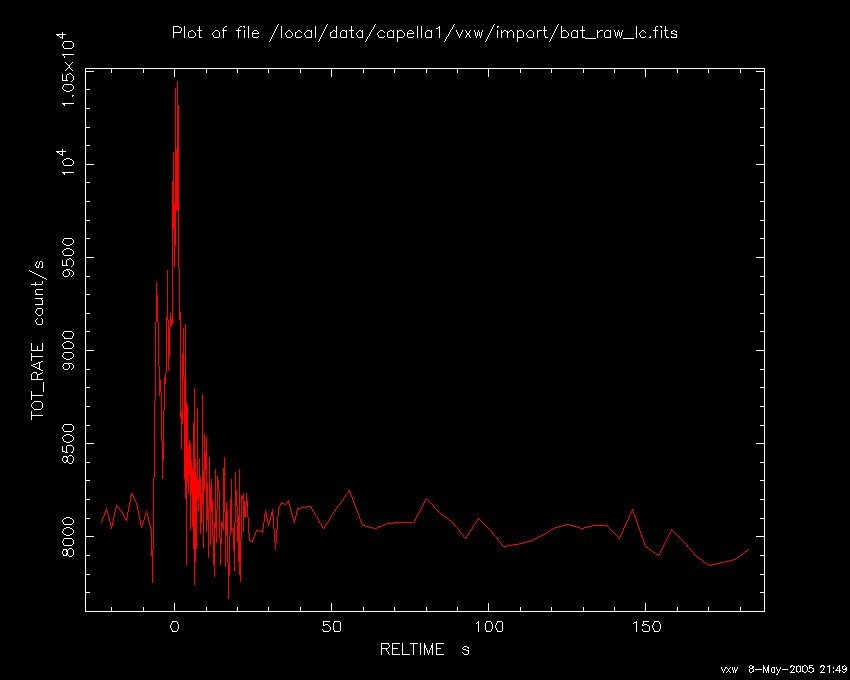 Plot of file /local/data/capella1/vxw/import/bat_raw_lc.fits
1.05×10⁴
10⁴
9500
9000
8500
8000
TOT_RATE count/s
0 50 100 150
RELTIME s
vxw 8-May-2005 21:49